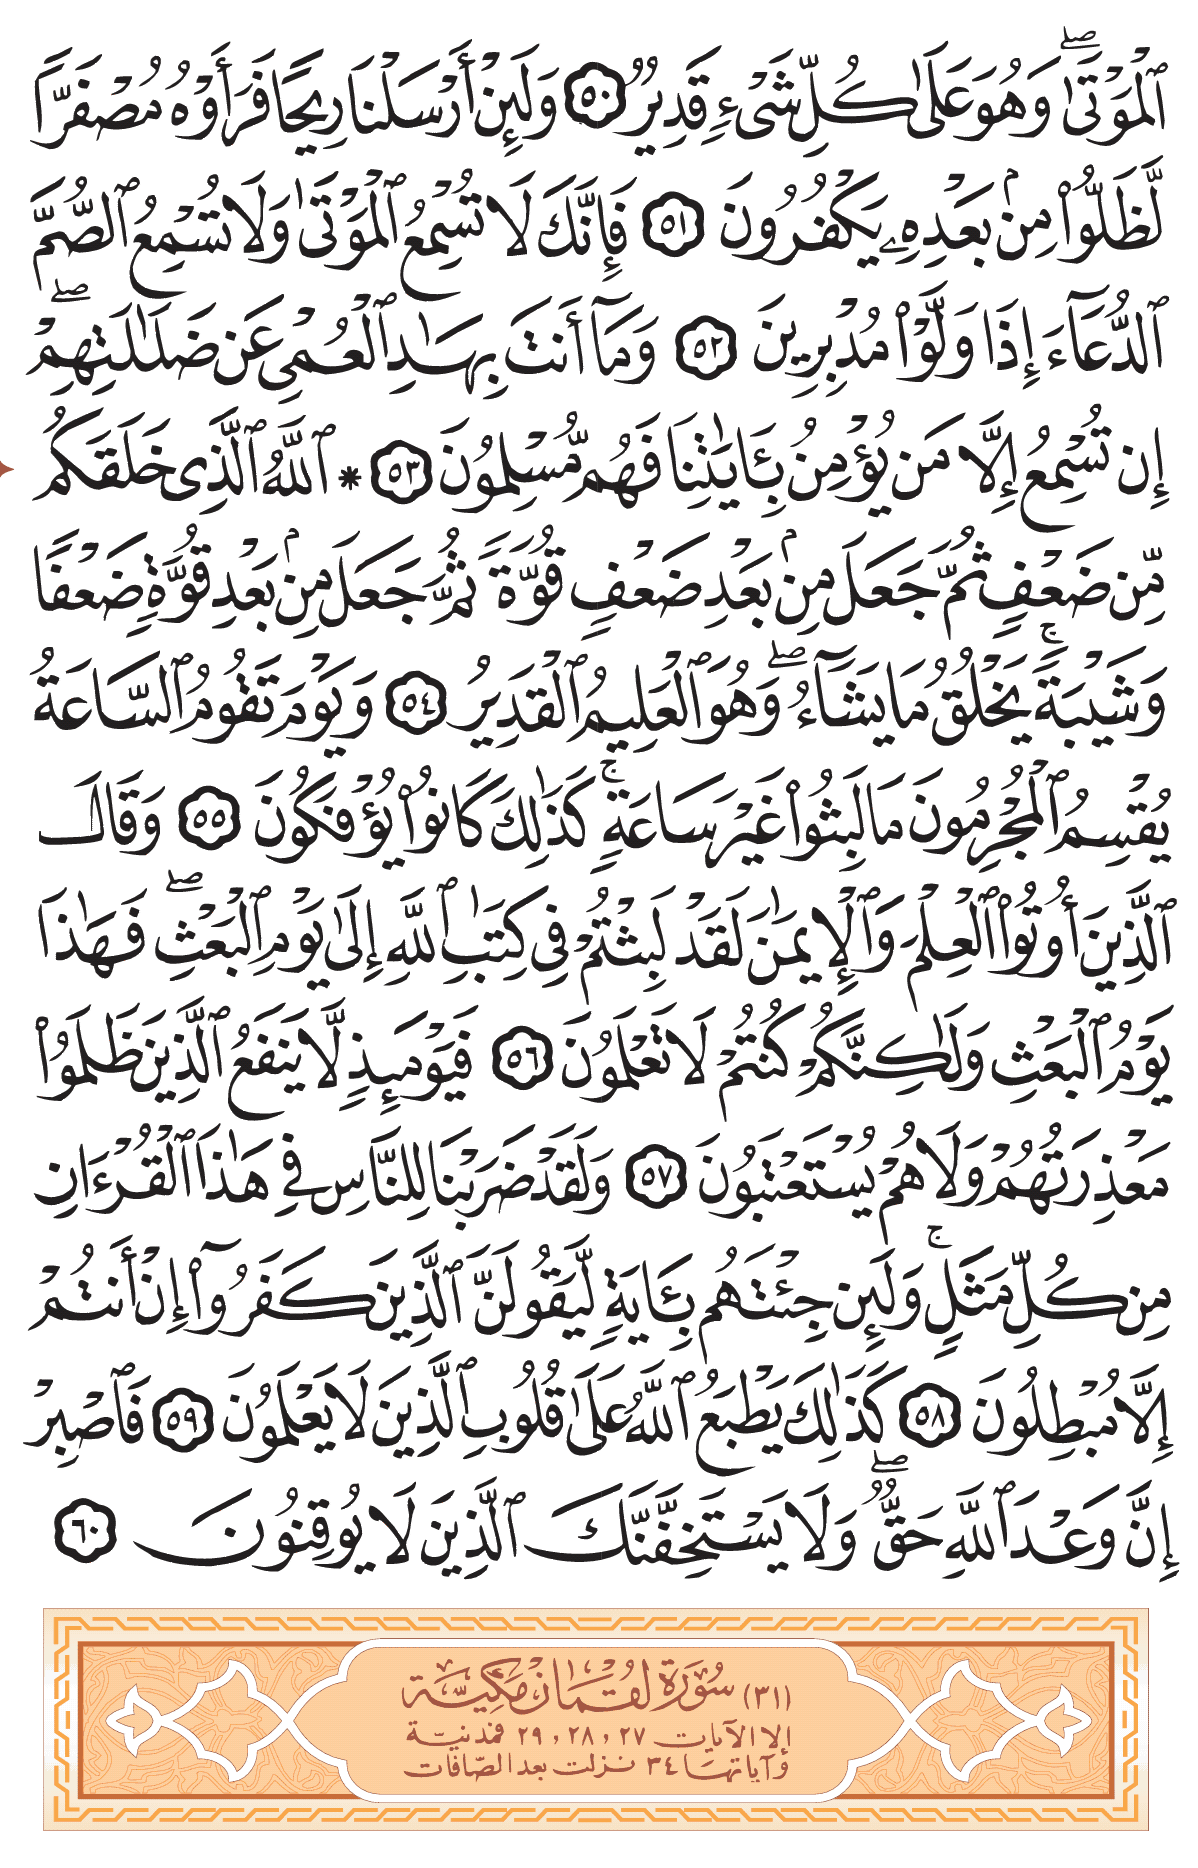 ٱلۡمَوۡتَىٰۖ وَهُوَ عَلَىٰ كُلِّ شَيۡءٖ قَدِيرٞ ٥٠ وَلَئِنۡ أَرۡسَلۡنَا رِيحٗا فَرَأَوۡهُ مُصۡفَرّٗا
لَّظَلُّواْ مِنۢ بَعۡدِهِۦ يَكۡفُرُونَ ٥١ فَإِنَّكَ لَا تُسۡمِعُ ٱلۡمَوۡتَىٰ وَلَا تُسۡمِعُ ٱلصُّمَّ
ٱلدُّعَآءَ إِذَا وَلَّوۡاْ مُدۡبِرِينَ ٥٢ وَمَآ أَنتَ بِهَٰدِ ٱلۡعُمۡيِ عَن ضَلَٰلَتِهِمۡۖ
إِن تُسۡمِعُ إِلَّا مَن يُؤۡمِنُ بِـَٔايَٰتِنَا فَهُم مُّسۡلِمُونَ ٥٣ ۞ ٱللَّهُ ٱلَّذِي خَلَقَكُم
مِّن ضَعۡفٖ ثُمَّ جَعَلَ مِنۢ بَعۡدِ ضَعۡفٖ قُوَّةٗ ثُمَّ جَعَلَ مِنۢ بَعۡدِ قُوَّةٖ ضَعۡفٗا
وَشَيۡبَةٗۚ يَخۡلُقُ مَا يَشَآءُۖ وَهُوَ ٱلۡعَلِيمُ ٱلۡقَدِيرُ ٥٤ وَيَوۡمَ تَقُومُ ٱلسَّاعَةُ
يُقۡسِمُ ٱلۡمُجۡرِمُونَ مَا لَبِثُواْ غَيۡرَ سَاعَةٖۚ كَذَٰلِكَ كَانُواْ يُؤۡفَكُونَ ٥٥ وَقَالَ
ٱلَّذِينَ أُوتُواْ ٱلۡعِلۡمَ وَٱلۡإِيمَٰنَ لَقَدۡ لَبِثۡتُمۡ فِي كِتَٰبِ ٱللَّهِ إِلَىٰ يَوۡمِ ٱلۡبَعۡثِۖ فَهَٰذَا
يَوۡمُ ٱلۡبَعۡثِ وَلَٰكِنَّكُمۡ كُنتُمۡ لَا تَعۡلَمُونَ ٥٦ فَيَوۡمَئِذٖ لَّا يَنفَعُ ٱلَّذِينَ ظَلَمُواْ
مَعۡذِرَتُهُمۡ وَلَا هُمۡ يُسۡتَعۡتَبُونَ ٥٧ وَلَقَدۡ ضَرَبۡنَا لِلنَّاسِ فِي هَٰذَا ٱلۡقُرۡءَانِ
مِن كُلِّ مَثَلٖۚ وَلَئِن جِئۡتَهُم بِـَٔايَةٖ لَّيَقُولَنَّ ٱلَّذِينَ كَفَرُوٓاْ إِنۡ أَنتُمۡ
إِلَّا مُبۡطِلُونَ ٥٨ كَذَٰلِكَ يَطۡبَعُ ٱللَّهُ عَلَىٰ قُلُوبِ ٱلَّذِينَ لَا يَعۡلَمُونَ ٥٩ فَٱصۡبِرۡ
إِنَّ وَعۡدَ ٱللَّهِ حَقّٞۖ وَلَا يَسۡتَخِفَّنَّكَ ٱلَّذِينَ لَا يُوقِنُونَ ٦٠
(٣١) سُورَة لُقْمَان مَكيَّة
إلا الآيات ٢٧ ، ٢٨ ، ٢٩ فمدنيّة
وآياتها ٣٤ نزلت بعد الصّافات